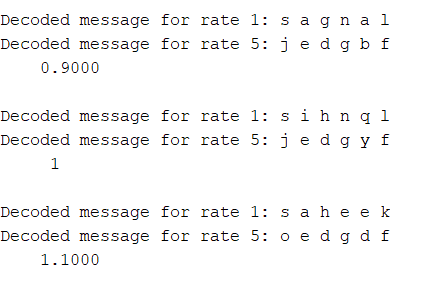 Decoded message for rate 1: s a g n a l
Decoded message for rate 5: j e d g b f
0.9000
Decoded message for rate 1: s i h n q l
Decoded message for rate 5: j e d g y f
1
Decoded message for rate 1: s a h e e k
Decoded message for rate 5: o e d g d f
1.1000